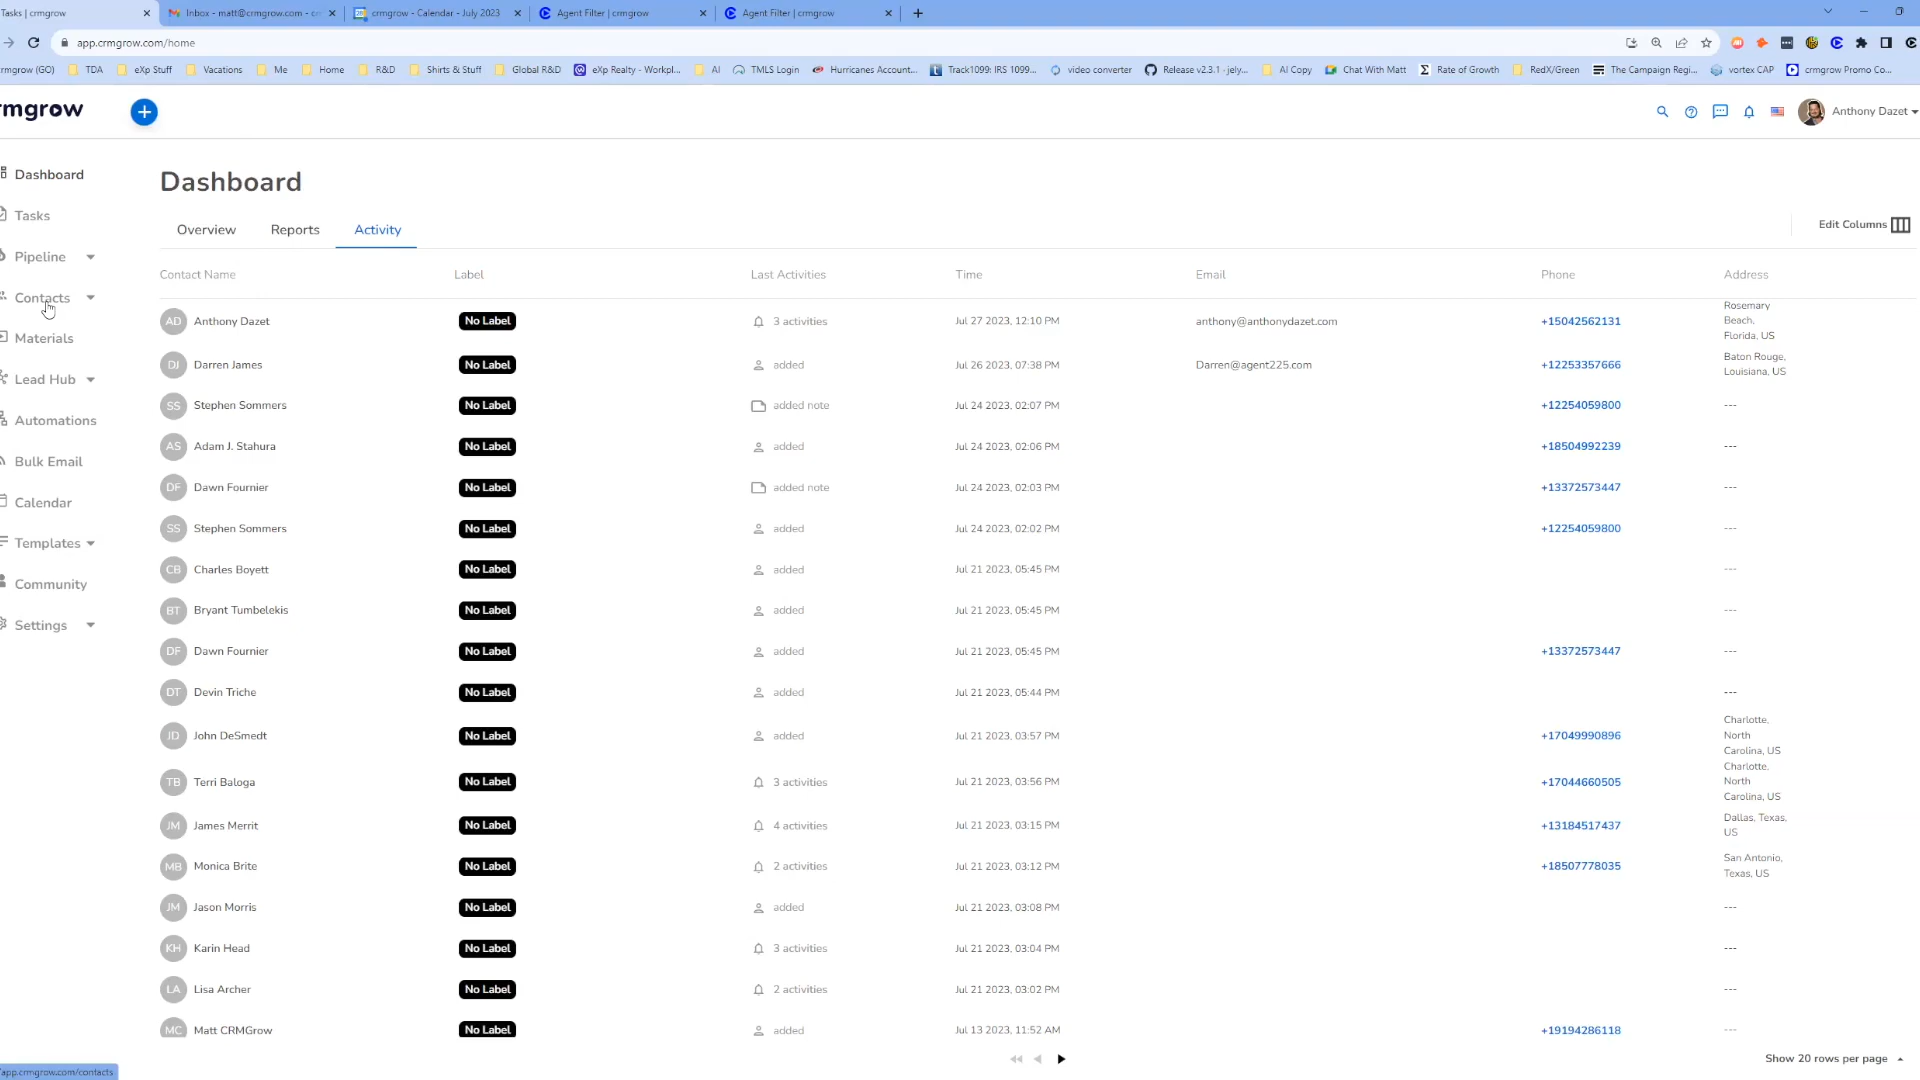 Tasks | crmgrow
Inbox - matt@crmgrow.com - cr
crmgrow - Calendar - July 2023
Agent Filter | crmgrow
Agent Filter | crmgrow
app.crmgrow.com/home
rmgrow (GO)
TDA
eXp Stuff
Vacations
Me
Home
R&D
Shirts & Stuff
Global R&D
eXp Realty - Workpl...
AI
TMLS Login
Hurricanes Account...
Track1099: IRS 1099...
video converter
Release v2.3.1 - jely...
AI Copy
Chat With Matt
Rate of Growth
RedX/Green
The Campaign Regi...
vortex CAP
crmgrow Promo Co...
rmgrow
Anthony Dazet
Dashboard
Tasks
Pipeline
Contacts
Materials
Lead Hub
Automations
Bulk Email
Calendar
Templates
Community
Settings
Dashboard
Overview Reports Activity
Edit Columns
Contact Name Label Last Activities Time Email Phone Address
AD Anthony Dazet No Label 3 activities Jul 27 2023, 12:10 PM anthony@anthonydazet.com +15042562131 Rosemary
Beach,
Florida, US
DJ Darren James No Label added Jul 26 2023, 07:38 PM Darren@agent225.com +12253357666 Baton Rouge,
Louisiana, US
SS Stephen Sommers No Label added note Jul 24 2023, 02:07 PM +12254059800 ---
AS Adam J. Stahura No Label added Jul 24 2023, 02:06 PM +18504992239 ---
DF Dawn Fournier No Label added note Jul 24 2023, 02:03 PM +13372573447 ---
SS Stephen Sommers No Label added Jul 24 2023, 02:02 PM +12254059800 ---
CB Charles Boyett No Label added Jul 21 2023, 05:45 PM ---
BT Bryant Tumbelekis No Label added Jul 21 2023, 05:45 PM ---
DF Dawn Fournier No Label added Jul 21 2023, 05:45 PM +13372573447 ---
DT Devin Triche No Label added Jul 21 2023, 05:44 PM ---
JD John DeSmedt No Label added Jul 21 2023, 03:57 PM +17049990896 Charlotte,
North
Carolina, US
TB Terri Baloga No Label 3 activities Jul 21 2023, 03:56 PM +17044660505 Charlotte,
North
Carolina, US
JM James Merrit No Label 4 activities Jul 21 2023, 03:15 PM +13184517437 Dallas, Texas,
US
MB Monica Brite No Label 2 activities Jul 21 2023, 03:12 PM +18507778035 San Antonio,
Texas, US
JM Jason Morris No Label added Jul 21 2023, 03:08 PM ---
KH Karin Head No Label 3 activities Jul 21 2023, 03:04 PM ---
LA Lisa Archer No Label 2 activities Jul 21 2023, 03:02 PM ---
MC Matt CRMGrow No Label added Jul 13 2023, 11:52 AM +19194286118 ---
Show 20 rows per page
app.crmgrow.com/contacts